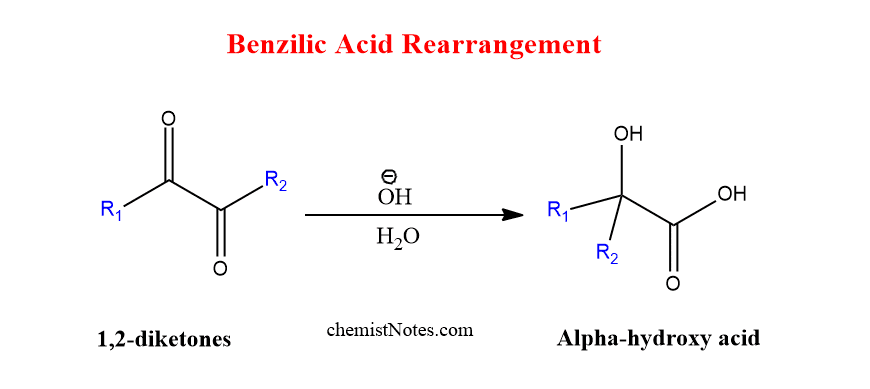 Benzilic Acid Rearrangement
O
R1
R2
O
⊖
OH
H2O
OH
R1
R2
OH
O
1,2-diketones
chemistNotes.com
Alpha-hydroxy acid